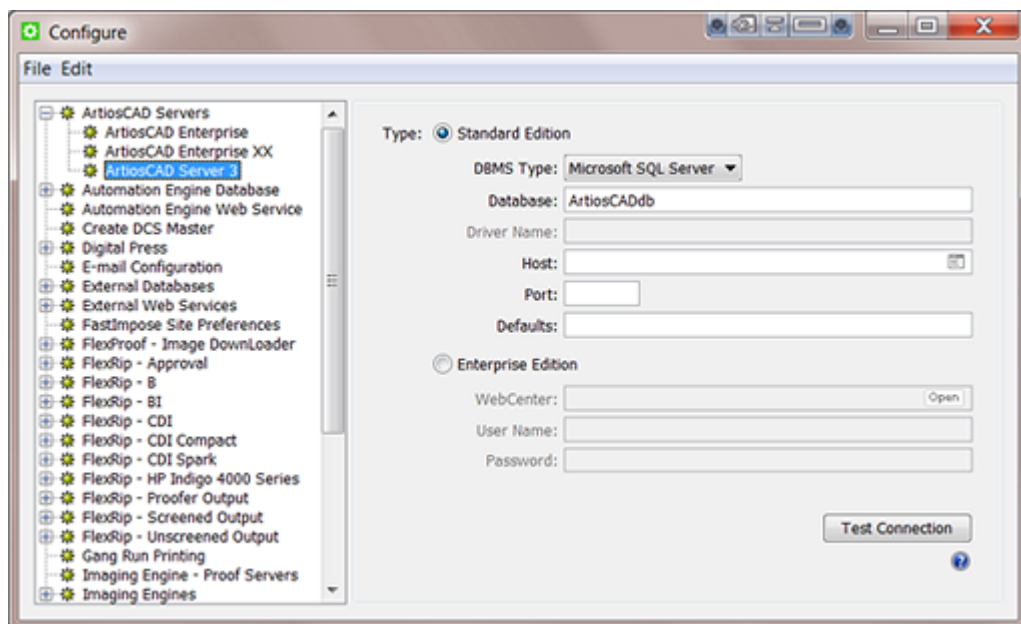 Configure
File Edit
ArtiosCAD Servers
ArtiosCAD Enterprise
ArtiosCAD Enterprise XX
ArtiosCAD Server 3
Automation Engine Database
Automation Engine Web Service
Create DCS Master
Digital Press
E-mail Configuration
External Databases
External Web Services
FastImpose Site Preferences
FlexProof - Image DownLoader
FlexRip - Approval
FlexRip - B
FlexRip - BI
FlexRip - CDI
FlexRip - CDI Compact
FlexRip - CDI Spark
FlexRip - HP Indigo 4000 Series
FlexRip - Proofer Output
FlexRip - Screened Output
FlexRip - Unscreened Output
Gang Run Printing
Imaging Engine - Proof Servers
Imaging Engines
Type: Standard Edition
DBMS Type: Microsoft SQL Server
Database: ArtiosCADdb
Driver Name:
Host:
Port:
Defaults:
Enterprise Edition
WebCenter: Open
User Name:
Password:
Test Connection